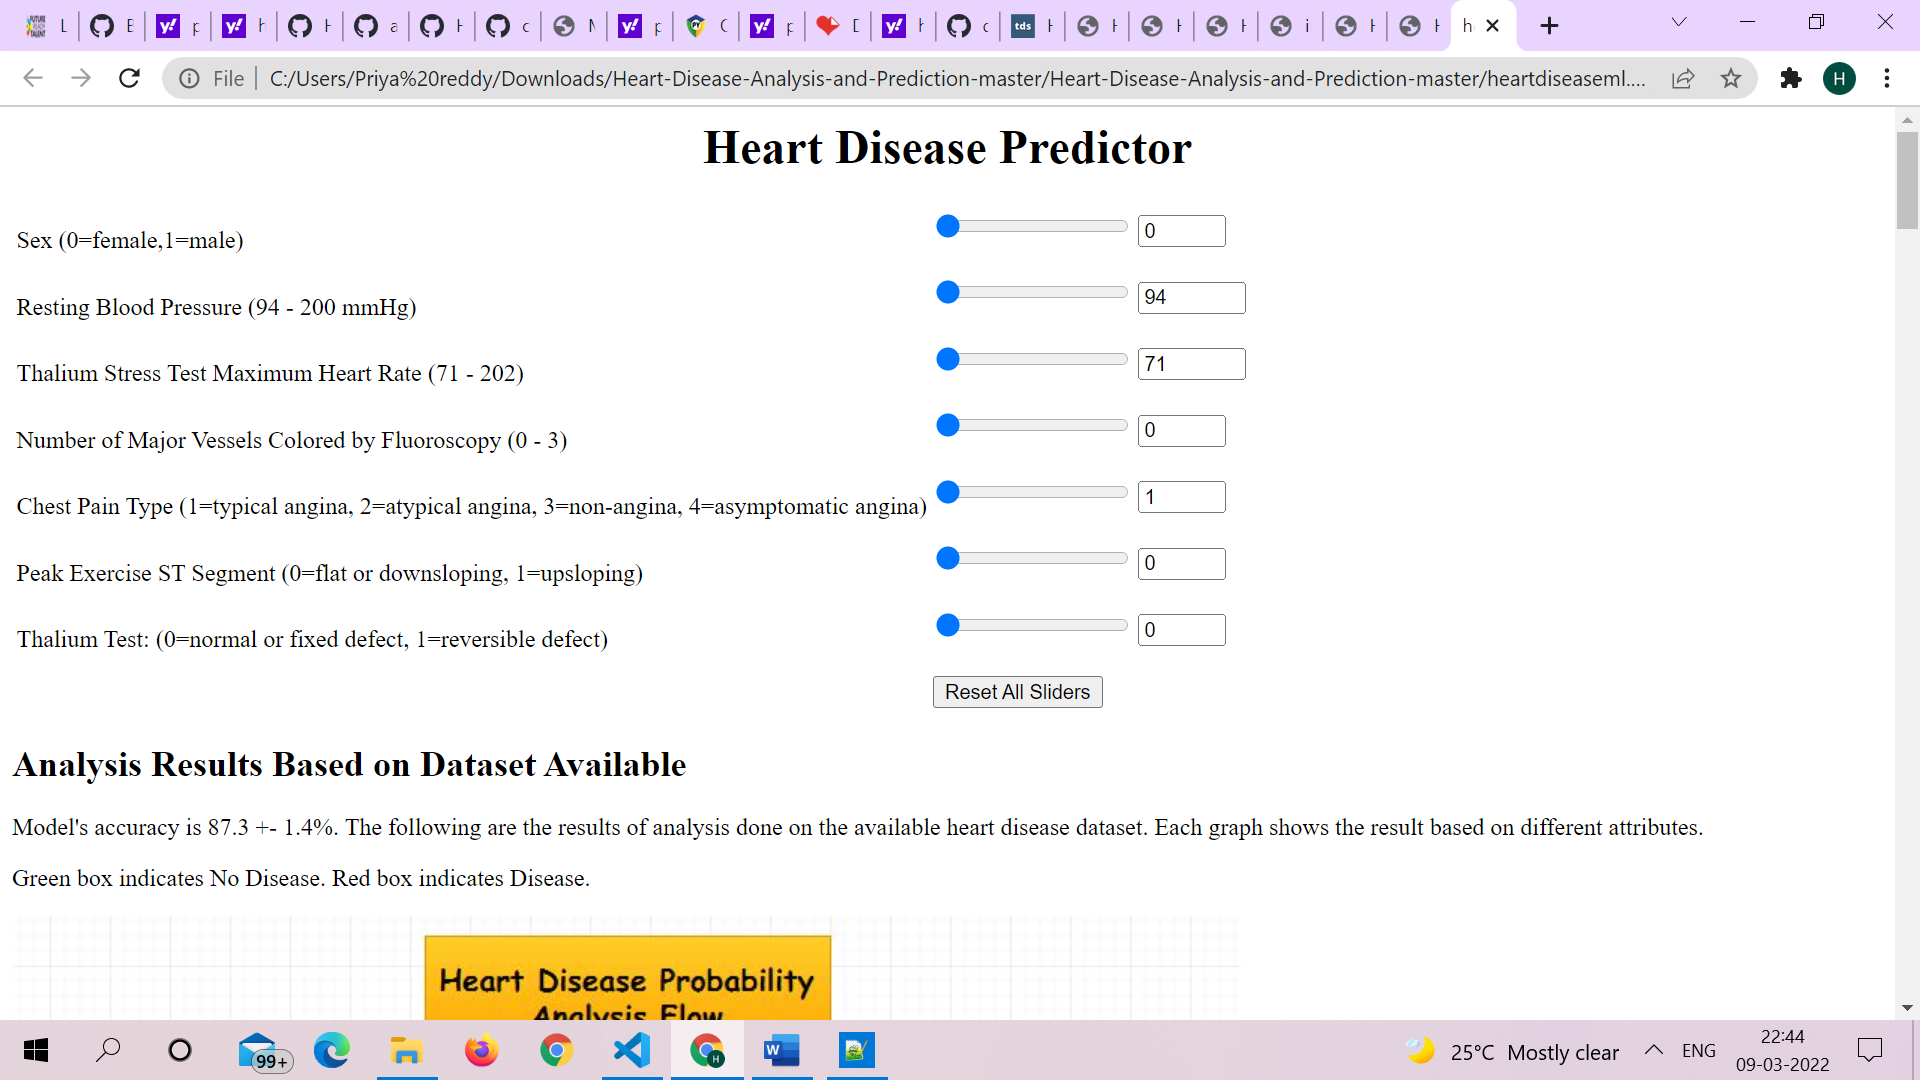 File
C:/Users/Priya%20reddy/Downloads/Heart-Disease-Analysis-and-Prediction-master/Heart-Disease-Analysis-and-Prediction-master/heartdiseaseml....
H
Heart Disease Predictor
Sex (0=female,1=male) 0
Resting Blood Pressure (94 - 200 mmHg) 94
Thalium Stress Test Maximum Heart Rate (71 - 202) 71
Number of Major Vessels Colored by Fluoroscopy (0 - 3) 0
Chest Pain Type (1=typical angina, 2=atypical angina, 3=non-angina, 4=asymptomatic angina) 1
Peak Exercise ST Segment (0=flat or downsloping, 1=upsloping) 0
Thalium Test: (0=normal or fixed defect, 1=reversible defect) 0
Reset All Sliders
Analysis Results Based on Dataset Available
Model's accuracy is 87.3 +- 1.4%. The following are the results of analysis done on the available heart disease dataset. Each graph shows the result based on different attributes.
Green box indicates No Disease. Red box indicates Disease.
Heart Disease Probability
Analysis Flow
99+
25°C Mostly clear
ENG
22:44
09-03-2022